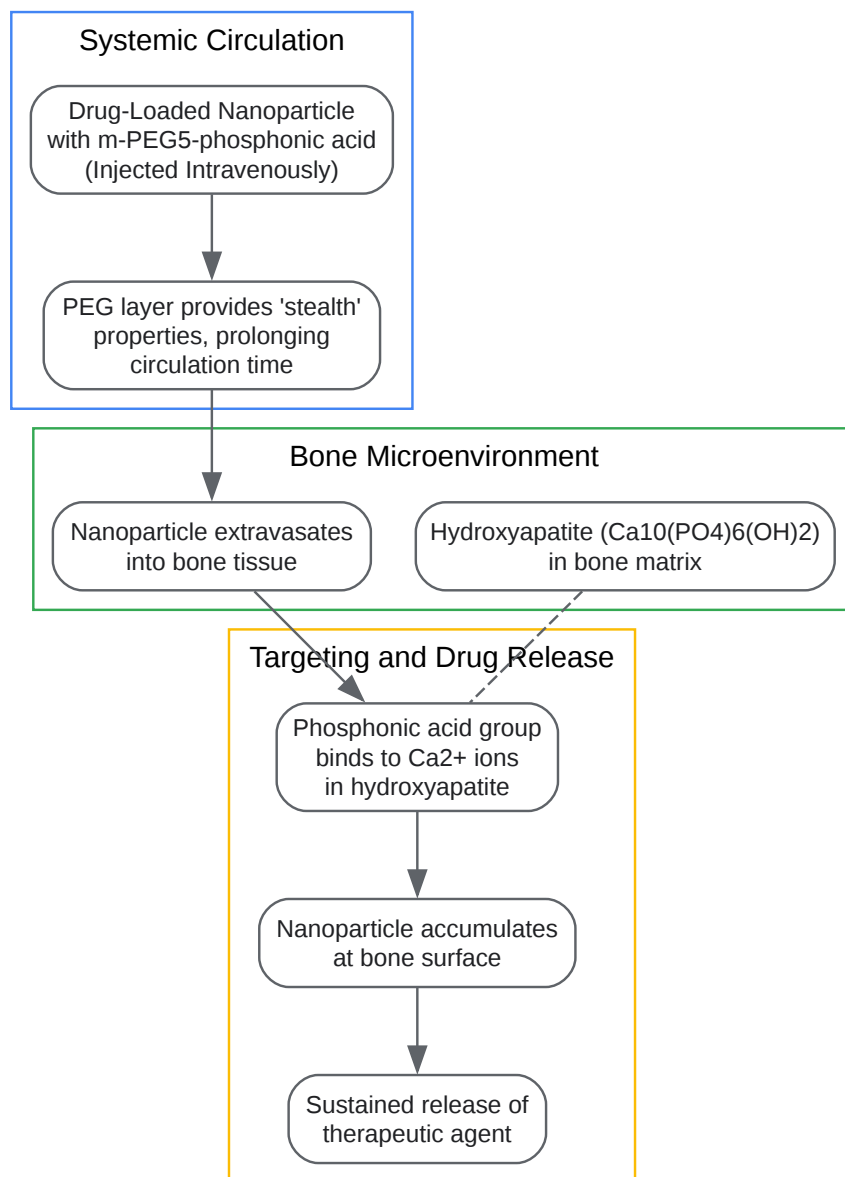 Systemic Circulation
Drug-Loaded Nanoparticle
with m-PEG5-phosphonic acid
(Injected Intravenously)
PEG layer provides 'stealth'
properties, prolonging
circulation time
Bone Microenvironment
Nanoparticle extravasates
into bone tissue
Hydroxyapatite (Ca10(PO4)6(OH)2)
in bone matrix
Targeting and Drug Release
Phosphonic acid group
binds to Ca2+ ions
in hydroxyapatite
Nanoparticle accumulates
at bone surface
Sustained release of
therapeutic agent